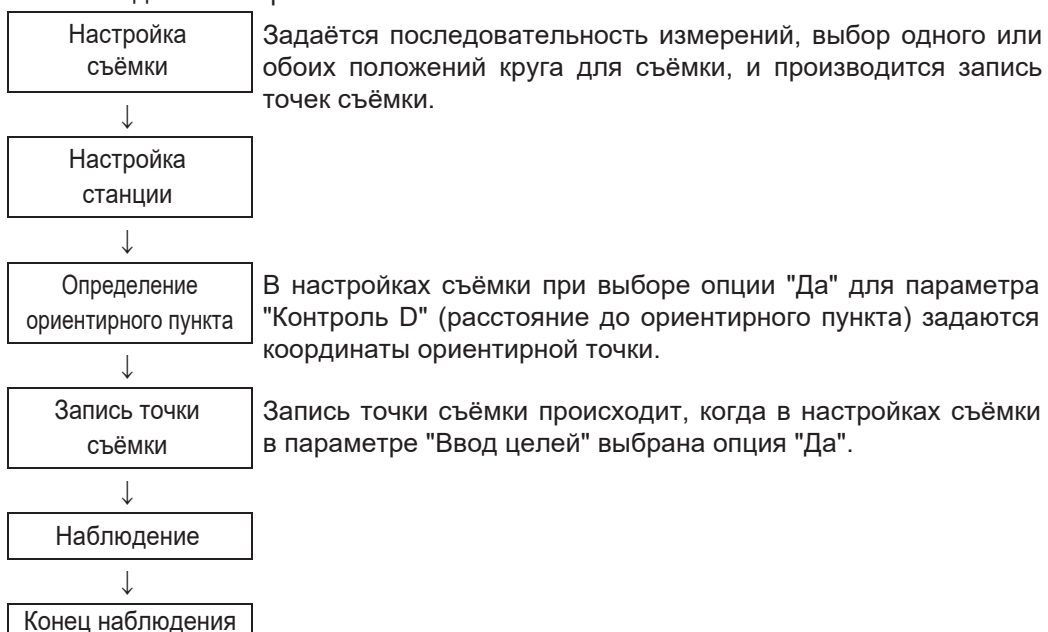 Настройка
съёмки
Задаётся последовательность измерений, выбор одного или
обоих положений круга для съёмки, и производится запись
точек съёмки.
↓
Настройка
станции
↓
Определение
ориентирного пункта
В настройках съёмки при выборе опции "Да" для параметра
"Контроль D" (расстояние до ориентирного пункта) задаются
координаты ориентирной точки.
↓
Запись точки
съёмки
Запись точки съёмки происходит, когда в настройках съёмки
в параметре "Ввод целей" выбрана опция "Да".
↓
Наблюдение
↓
Конец наблюдения